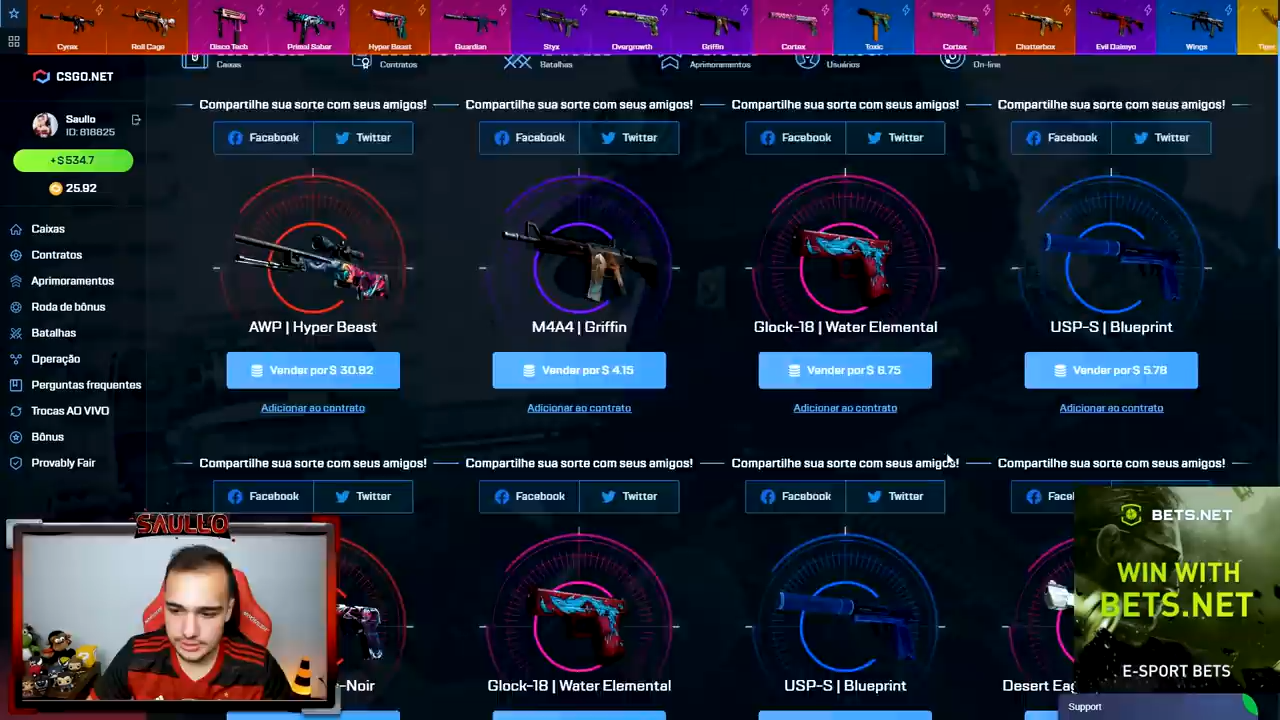 Cyrex
Roll Cage
Disco Tech
Primal Saber
Hyper Beast
Guardian
Styx
Overgrowth
Griffin
Cortex
Toxic
Cortex
Chatterbox
Evil Daimyo
Wings
CSGO.NET
Caixas
Contratos
Batalhas
Aprimoramentos
Usuários
On-line
Saullo
ID: 818825
+$ 534.7
25.92
Caixas
Contratos
Aprimoramentos
Roda de bônus
Batalhas
Operação
Perguntas frequentes
Trocas AO VIVO
Bônus
Provably Fair
Compartilhe sua sorte com seus amigos!
Compartilhe sua sorte com seus amigos!
Compartilhe sua sorte com seus amigos!
Compartilhe sua sorte com seus amigos!
Facebook
Twitter
Facebook
Twitter
Facebook
Twitter
Facebook
Twitter
AWP | Hyper Beast
M4A4 | Griffin
Glock-18 | Water Elemental
USP-S | Blueprint
Vender por $ 30.92
Vender por $ 4.15
Vender por $ 6.75
Vender por $ 5.78
Adicionar ao contrato
Adicionar ao contrato
Adicionar ao contrato
Adicionar ao contrato
Compartilhe sua sorte com seus amigos!
Compartilhe sua sorte com seus amigos!
Compartilhe sua sorte com seus amigos!
Compartilhe sua sorte com seus amigos!
Facebook
Twitter
Facebook
Twitter
Facebook
Twitter
SAULLO
-Noir
Glock-18 | Water Elemental
USP-S | Blueprint
Desert
BETS.NET
WIN WITH
BETS.NET
E-SPORT BETS
Support